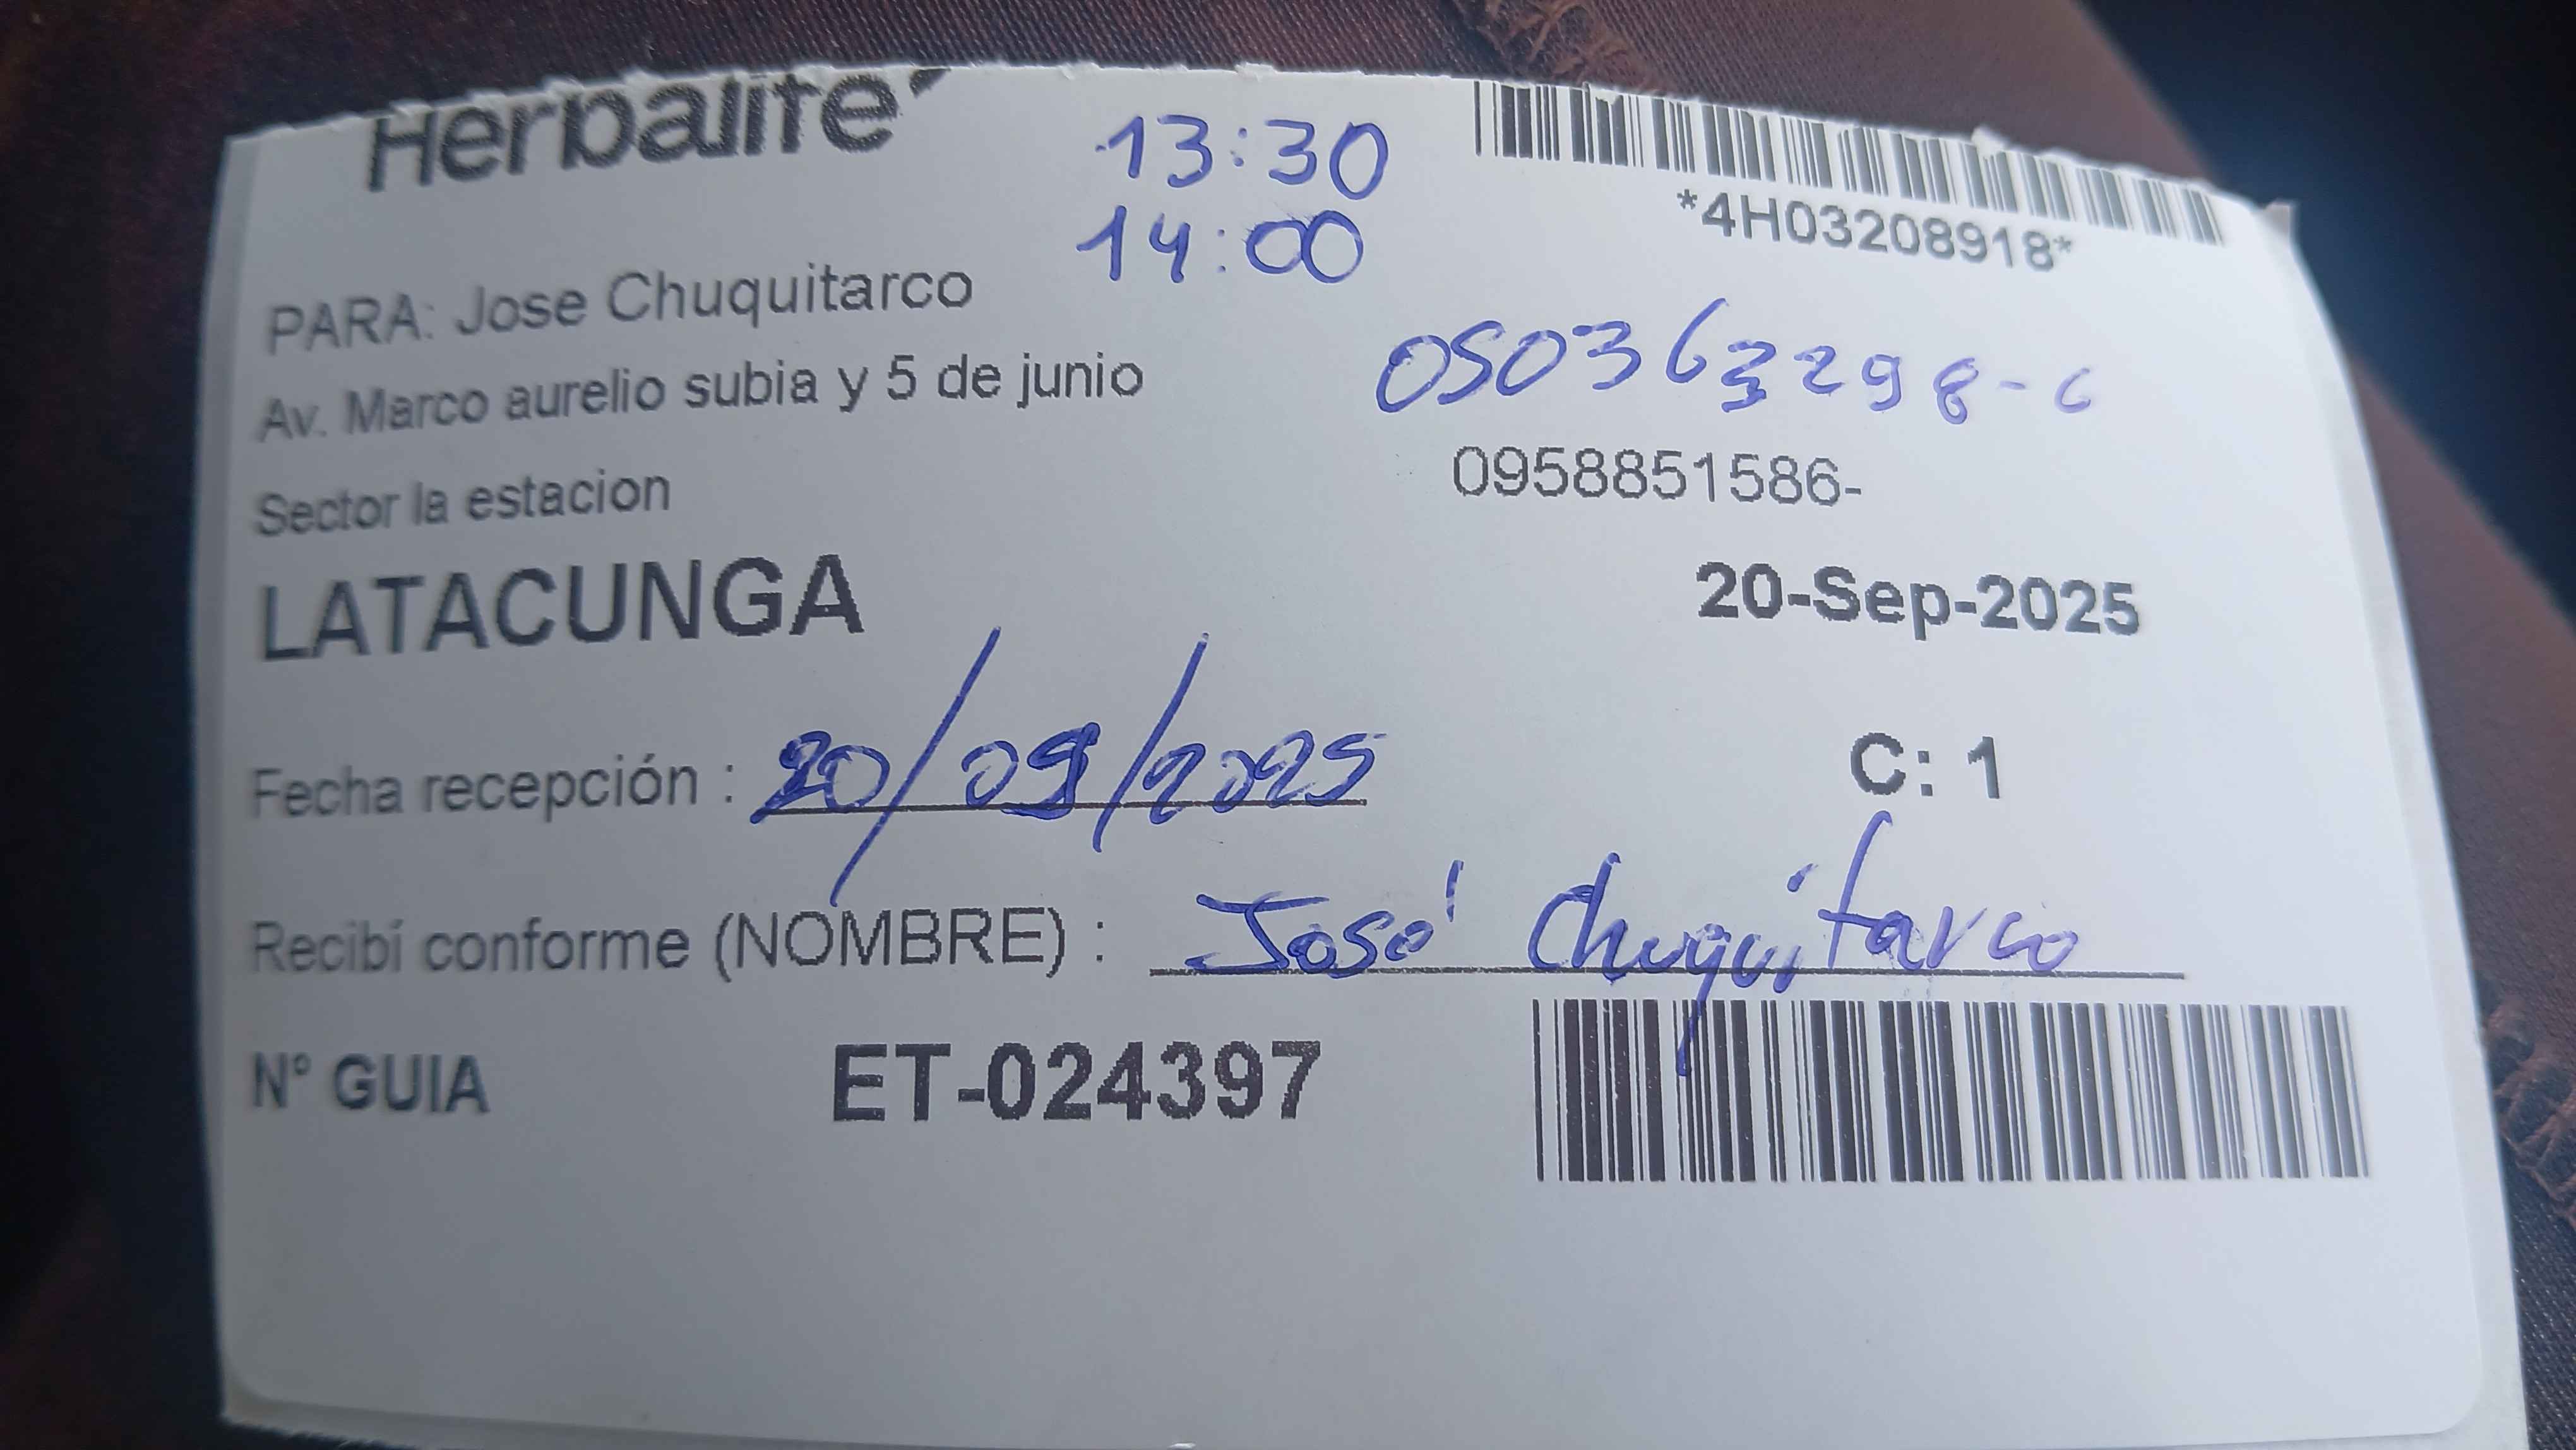 Herbalife
13:30
14:00
*4H03208918*
PARA: Jose Chuquitarco
Av. Marco aurelio subia y 5 de junio
050363298-6
Sector la estacion
0958851586-
LATACUNGA
20-Sep-2025
Fecha recepción : 20/09/2025
C: 1
Recibí conforme (NOMBRE) : José Chuquitarco
N° GUIA ET-024397